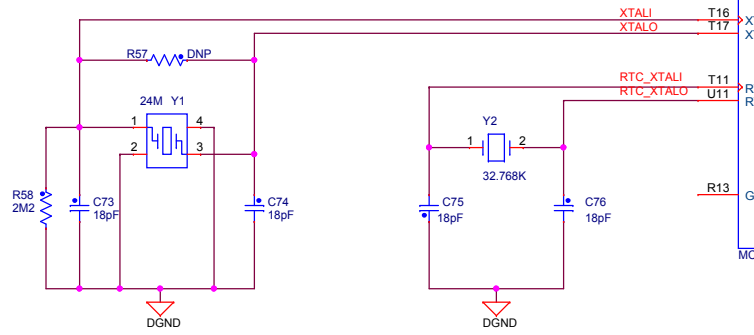 XTALI T16 X
XTALO T17 X
R57 DNP
RTC_XTALI T11 R
RTC_XTALO U11 R
24M Y1
1 4
2 3
Y2
1 2
32.768K
R58
2M2
C73
18pF
C74
18pF
C75
18pF
C76
18pF
R13 G
MC
DGND
DGND